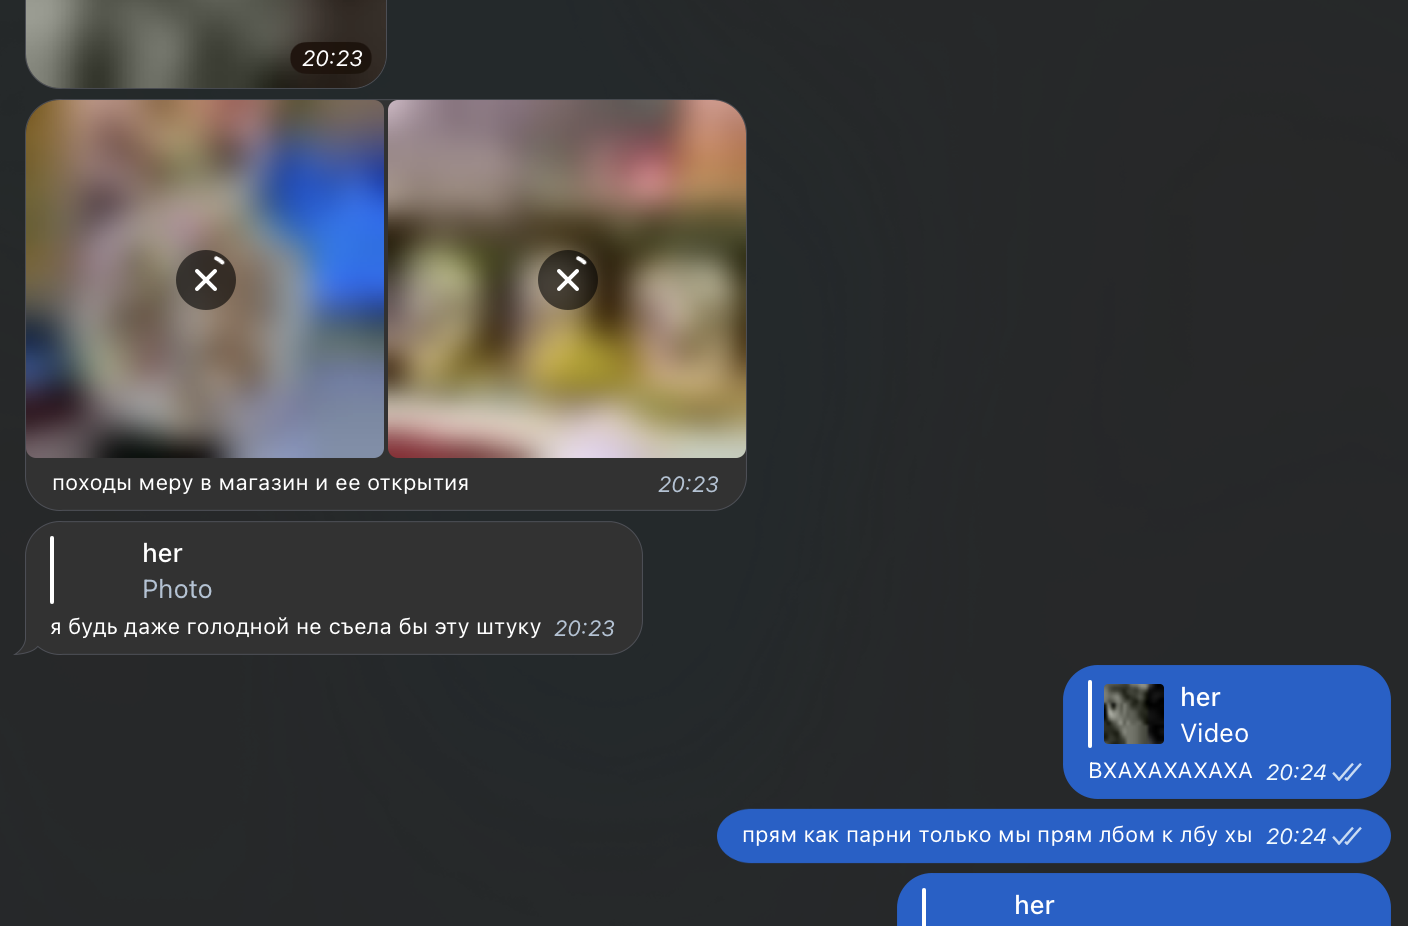 20:23
походы меру в магазин и ее открытия 20:23
her
Photo
я будь даже голодной не съела бы эту штуку 20:23
her
Video
ВХАХАХАХАХА 20:24
прям как парни только мы прям лбом к лбу хы 20:24
her